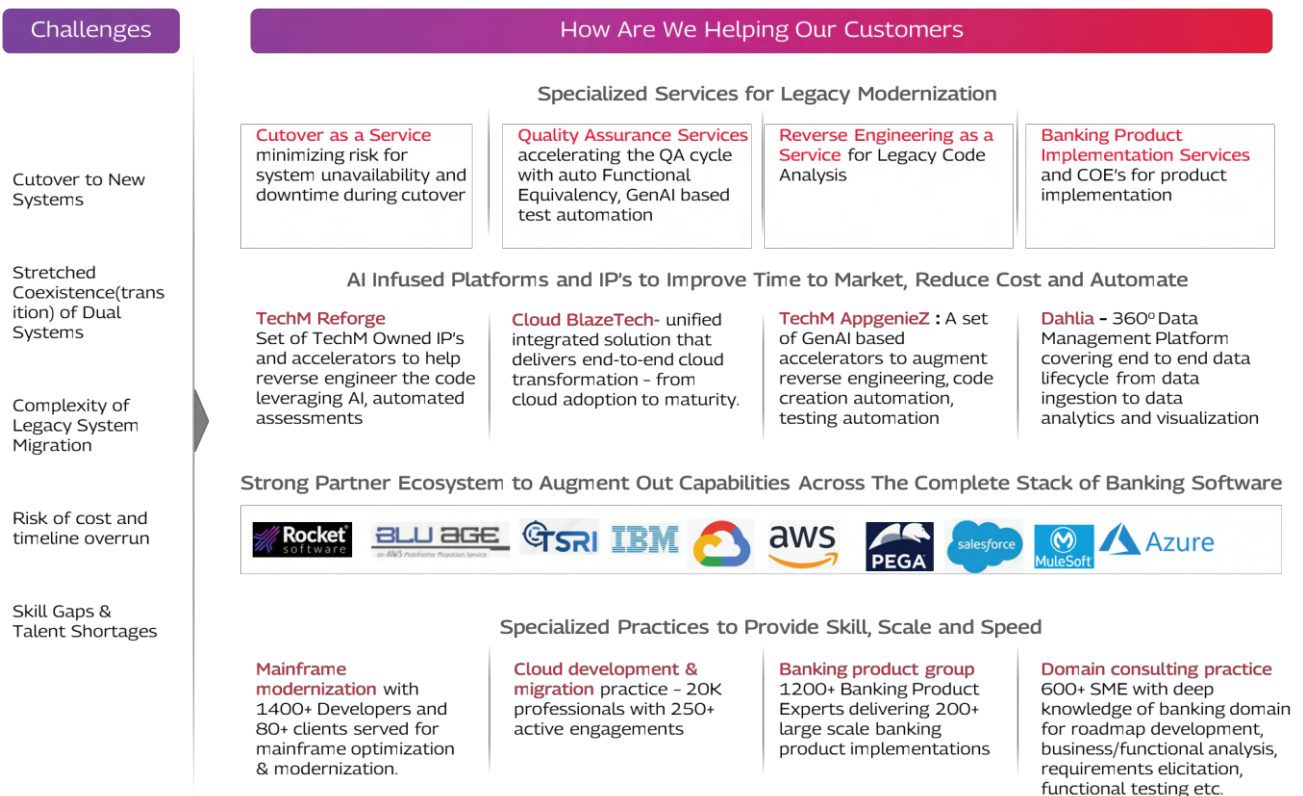 Challenges
How Are We Helping Our Customers
Cutover to New
Systems
Stretched
Coexistence(trans
ition) of Dual
Systems
Complexity of
Legacy System
Migration
Risk of cost and
timeline overrun
Skill Gaps &
Talent Shortages
Specialized Services for Legacy Modernization
Cutover as a Service
minimizing risk for
system unavailability and
downtime during cutover
Quality Assurance Services
accelerating the QA cycle
with auto Functional
Equivalency, GenAI based
test automation
Reverse Engineering as a
Service for Legacy Code
Analysis
Banking Product
Implementation Services
and COE's for product
implementation
AI Infused Platforms and IP's to Improve Time to Market, Reduce Cost and Automate
TechM Reforge
Set of TechM Owned IP's
and accelerators to help
reverse engineer the code
leveraging AI, automated
assessments
Cloud BlazeTech- unified
integrated solution that
delivers end-to-end cloud
transformation – from
cloud adoption to maturity.
TechM AppgenieZ : A set
of GenAI based
accelerators to augment
reverse engineering, code
creation automation,
testing automation
Dahlia – 360° Data
Management Platform
covering end to end data
lifecycle from data
ingestion to data
analytics and visualization
Strong Partner Ecosystem to Augment Out Capabilities Across The Complete Stack of Banking Software
Rocket
software
BLU AGE
on AWS Mainframe Migration Service
TSRI
IBM
aws
PEGA
salesforce
MuleSoft
Azure
Specialized Practices to Provide Skill, Scale and Speed
Mainframe
modernization with
1400+ Developers and
80+ clients served for
mainframe optimization
& modernization.
Cloud development &
migration practice – 20K
professionals with 250+
active engagements
Banking product group
1200+ Banking Product
Experts delivering 200+
large scale banking
product implementations
Domain consulting practice
600+ SME with deep
knowledge of banking domain
for roadmap development,
business/functional analysis,
requirements elicitation,
functional testing etc.